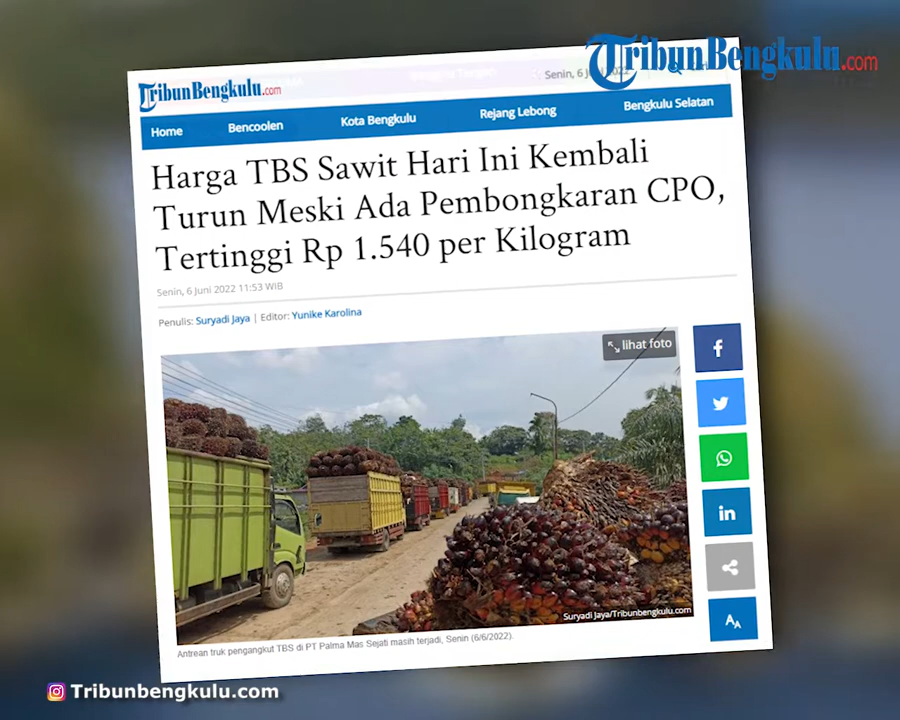 TribunBengkulu.com
TribunBengkulu.com
Senin, 6
Home Bencoolen Kota Bengkulu Rejang Lebong Bengkulu Selatan
Harga TBS Sawit Hari Ini Kembali
Turun Meski Ada Pembongkaran CPO,
Tertinggi Rp 1.540 per Kilogram
Senin, 6 Juni 2022 11:53 WIB
Penulis: Suryadi Jaya | Editor: Yunike Karolina
lihat foto
Suryadi Jaya/Tribunbengkulu.com
Antrean truk pengangkut TBS di PT Palma Mas Sejati masih terjadi, Senin (6/6/2022).
Tribunbengkulu.com